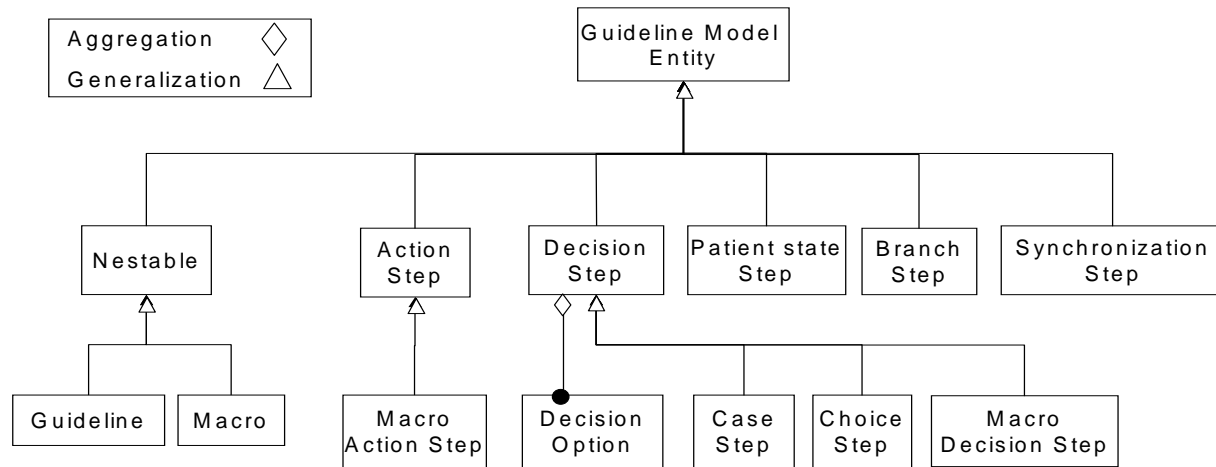 Aggregation
Generalization
Guideline Model
Entity
Nestable
Action
Step
Decision
Step
Patient state
Step
Branch
Step
Synchronization
Step
Guideline
Macro
Macro
Action Step
Decision
Option
Case
Step
Choice
Step
Macro
Decision Step